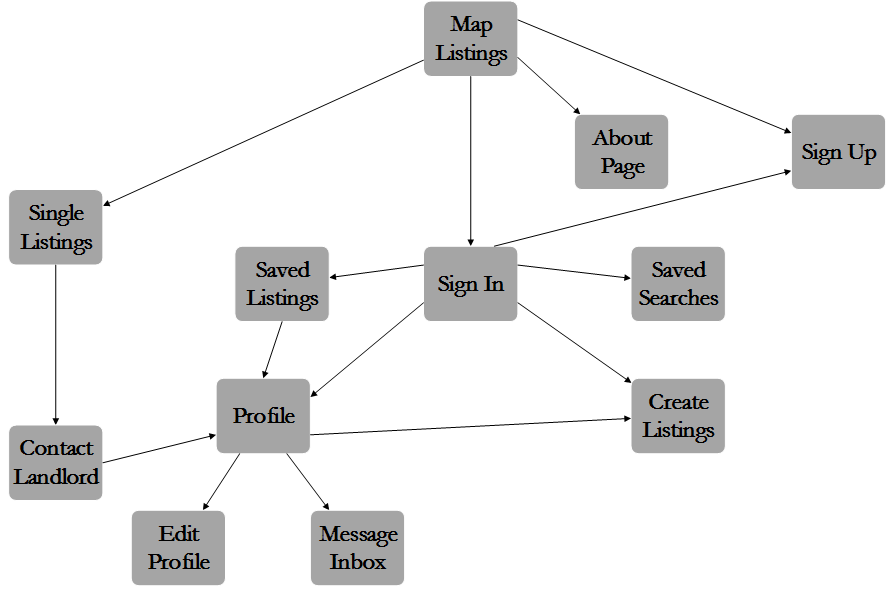 Map
Listings
About
Page
Sign Up
Single
Listings
Saved
Listings
Sign In
Saved
Searches
Profile
Create
Listings
Contact
Landlord
Edit
Profile
Message
Inbox